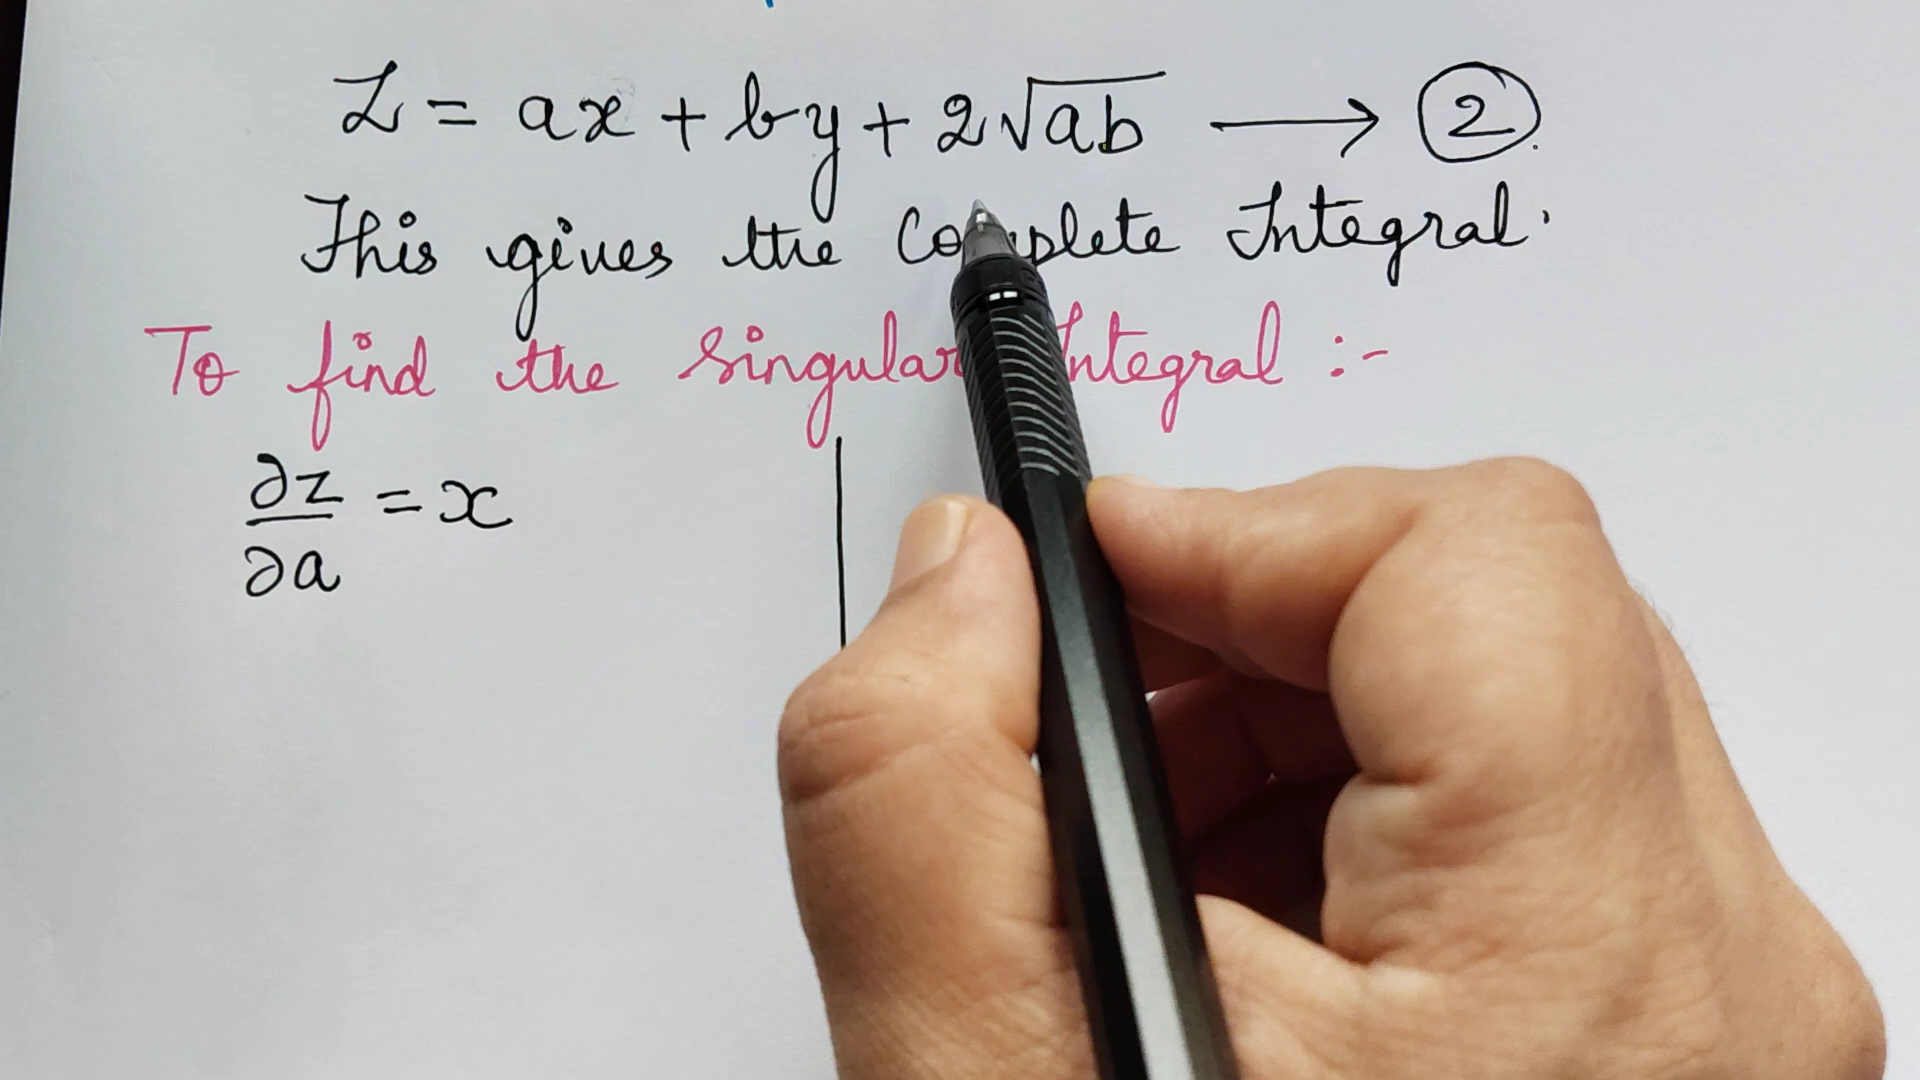 Z = ax + by + 2√ab → ②
This gives the Complete Integral.
To find the Singular Integral :-
∂z/∂a = x